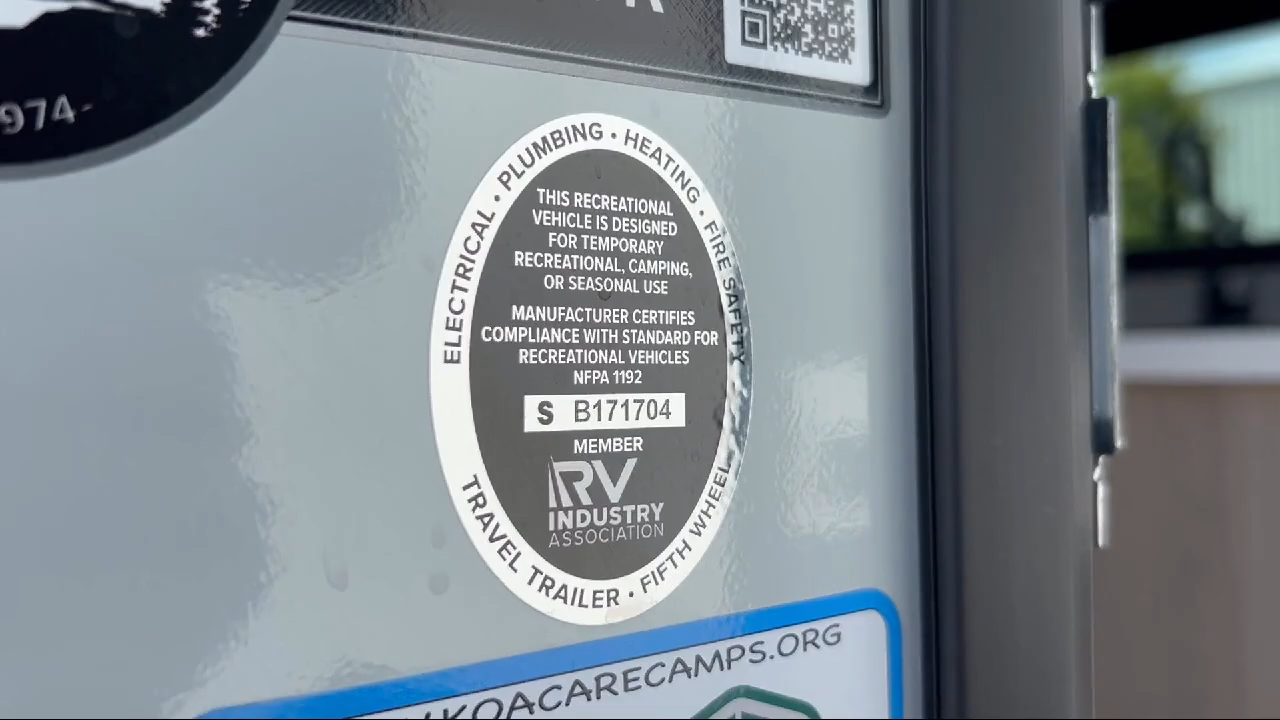 974-
ELECTRICAL • PLUMBING • HEATING • FIRE SAFETY
THIS RECREATIONAL
VEHICLE IS DESIGNED
FOR TEMPORARY
RECREATIONAL, CAMPING,
OR SEASONAL USE
MANUFACTURER CERTIFIES
COMPLIANCE WITH STANDARD FOR
RECREATIONAL VEHICLES
NFPA 1192
S B171704
MEMBER
RV
INDUSTRY
ASSOCIATION
TRAVEL TRAILER • FIFTH WHEEL
KOACARECAMPS.ORG